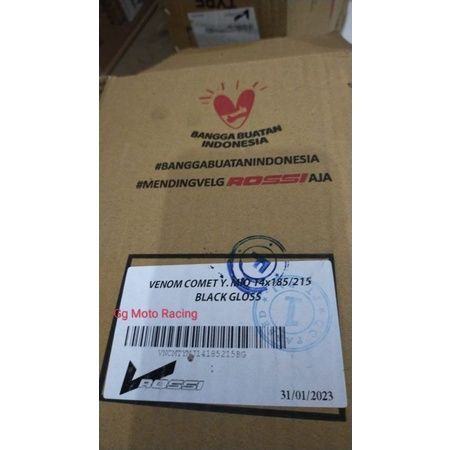 BANGGA BUATAN
INDONESIA
#BANGGABUATANINDONESIA
#MENDINGVELG ROSSI AJA
VENOM COMET Y.MIO 14x185/215
BLACK GLOSS
Gg Moto Racing
ROSSI
31/01/2023